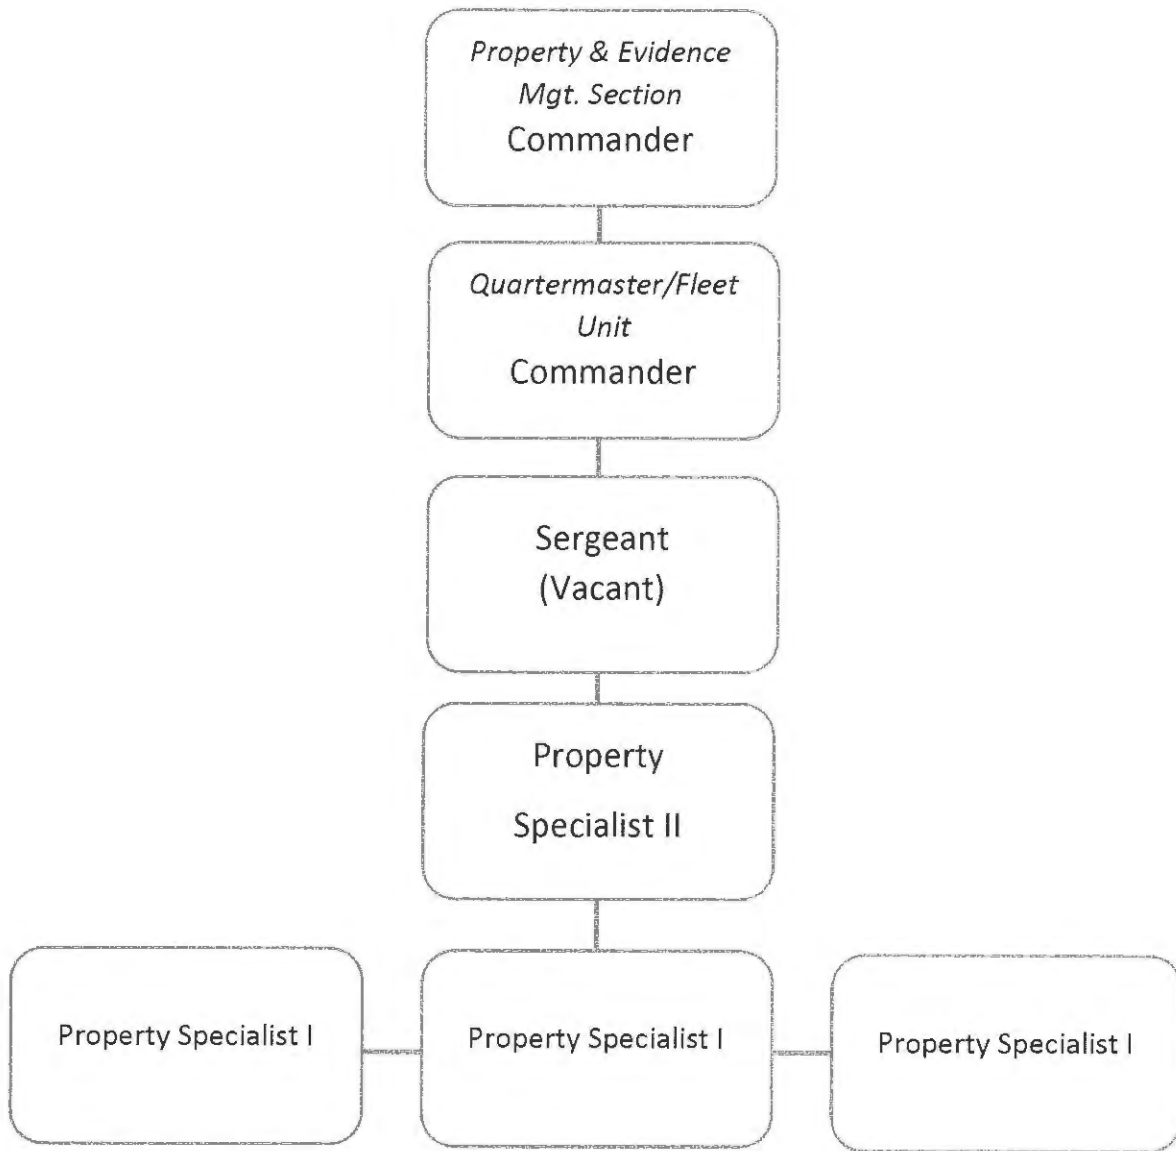 Property & Evidence
Mgt. Section
Commander
Quartermaster/Fleet
Unit
Commander
Sergeant
(Vacant)
Property
Specialist II
Property Specialist I
Property Specialist I
Property Specialist I